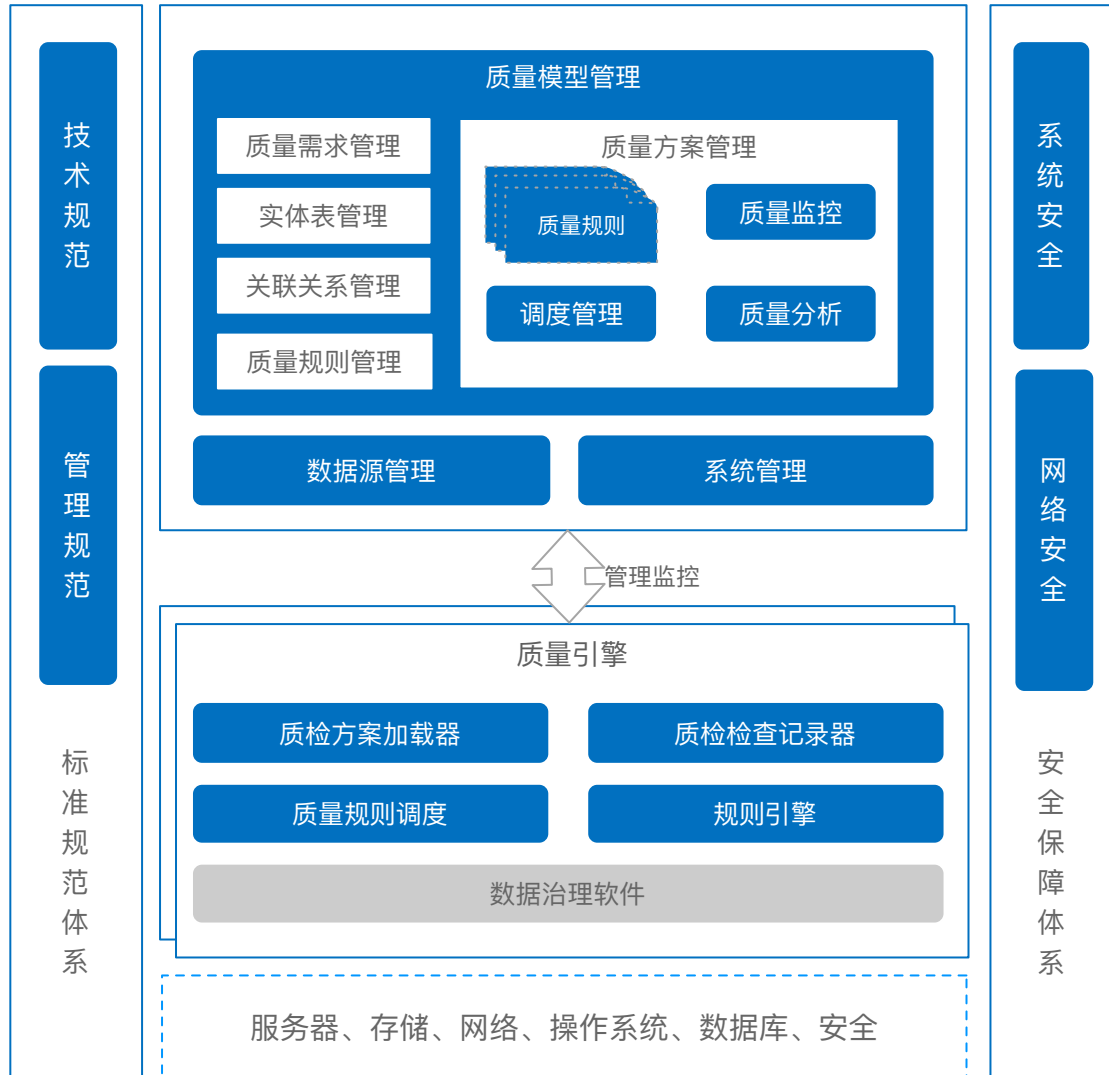 技术规范
管理规范
标准规范体系
质量模型管理
质量需求管理
实体表管理
关联关系管理
质量规则管理
质量方案管理
质量规则
质量监控
调度管理
质量分析
数据源管理
系统管理
管理监控
质量引擎
质检方案加载器
质检检查记录器
质量规则调度
规则引擎
数据治理软件
服务器、存储、网络、操作系统、数据库、安全
系统安全
网络安全
安全保障体系